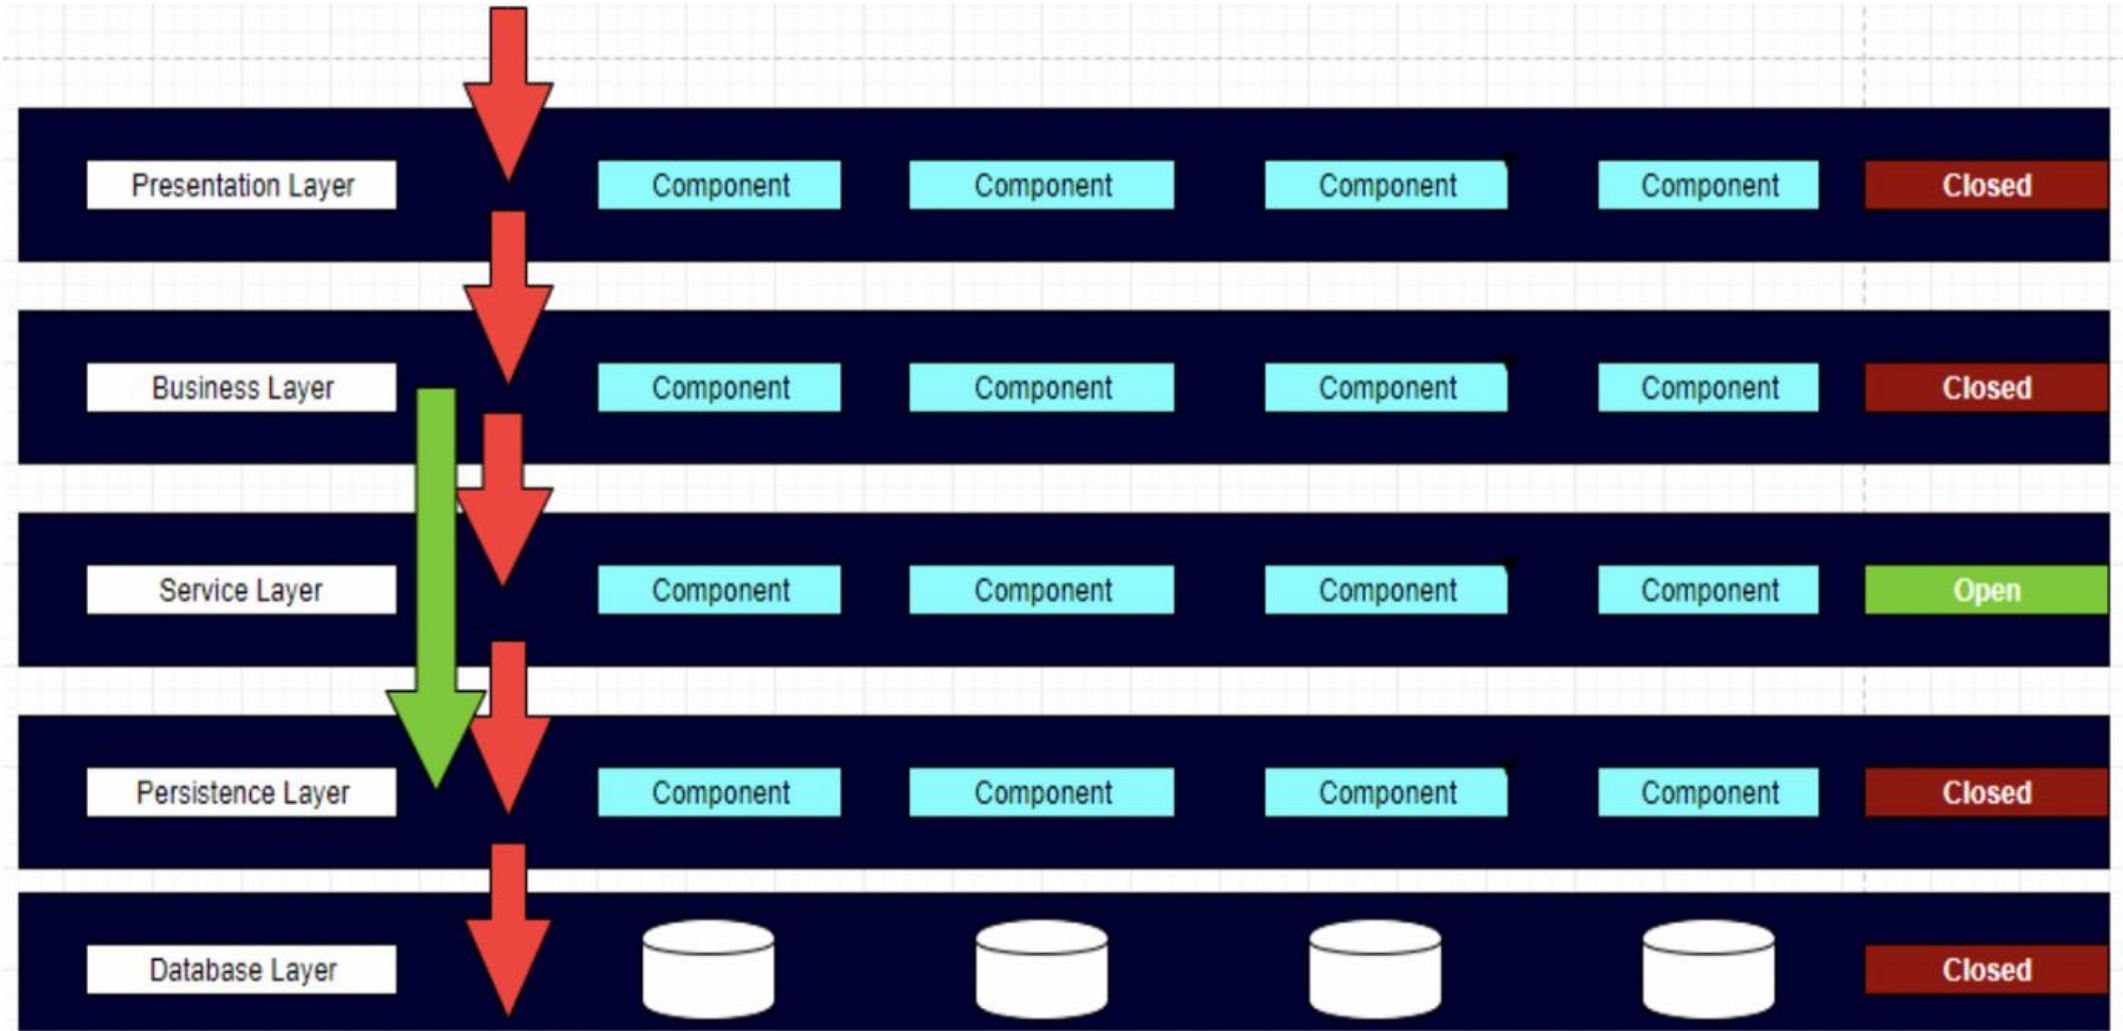 Presentation Layer Component Component Component Component Closed
Business Layer Component Component Component Component Closed
Service Layer Component Component Component Component Open
Persistence Layer Component Component Component Component Closed
Database Layer Closed